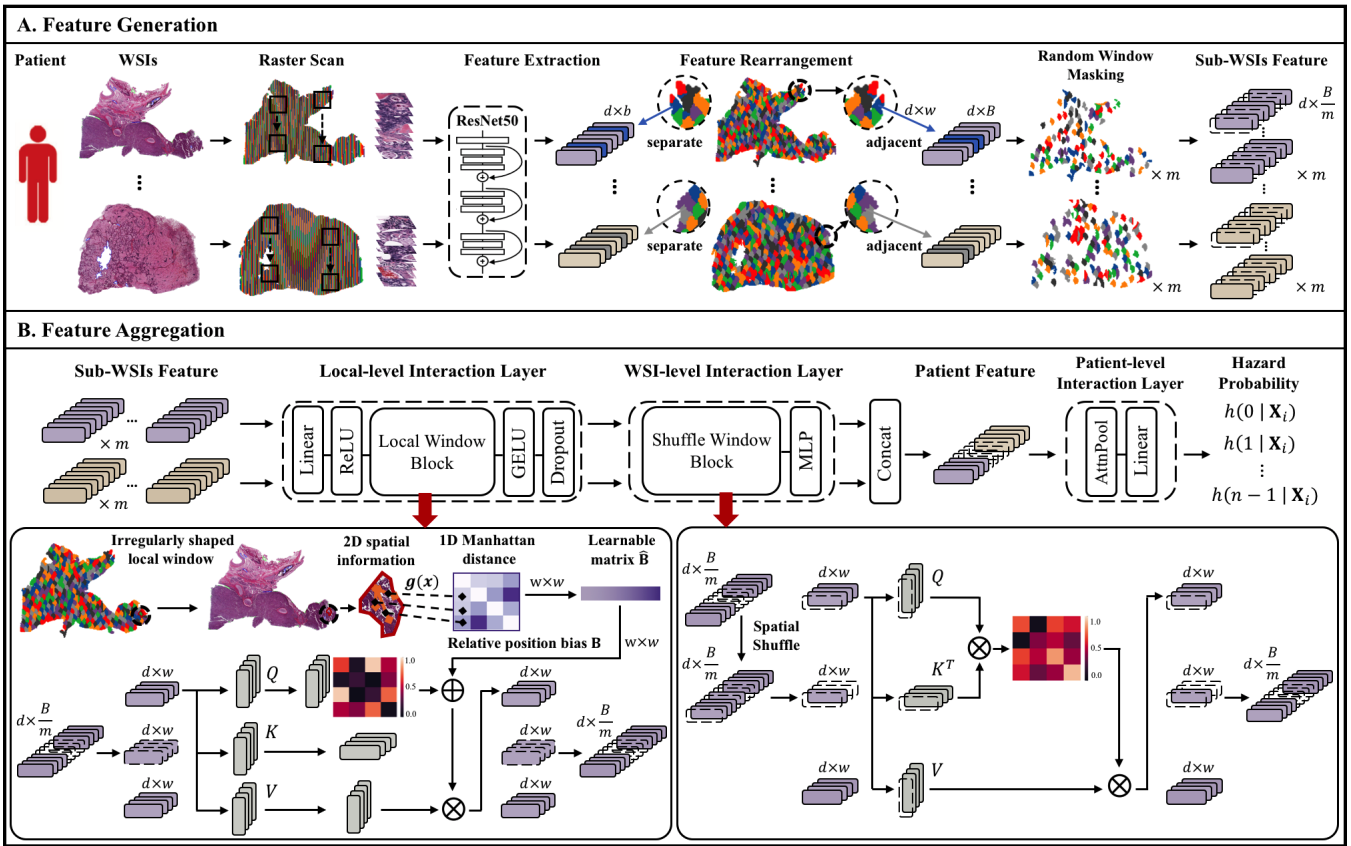 A. Feature Generation
Patient
WSIs
Raster Scan
Feature Extraction
Feature Rearrangement
Random Window
Masking
Sub-WSIs Feature
ResNet50
d×b
separate
d×w
d×B
adjacent
× m
d×B/m
× m
separate
adjacent
× m
× m
B. Feature Aggregation
Sub-WSIs Feature
Local-level Interaction Layer
WSI-level Interaction Layer
Patient Feature
Patient-level
Interaction Layer
Hazard
Probability
× m
× m
Linear
ReLU
Local Window
Block
GELU
Dropout
Shuffle Window
Block
MLP
Concat
AttnPool
Linear
h(0 | X_i)
h(1 | X_i)
h(n − 1 | X_i)
Irregularly shaped
local window
2D spatial
information
1D Manhattan
distance
Learnable
matrix B̂
g(x)
w×w
Relative position bias B
w×w
d×w
Q
1.0
0.5
0.0
d×w
d×B/m
d×w
K
d×w
d×B/m
d×w
V
d×w
d×B/m
d×w
Q
d×w
Spatial
Shuffle
1.0
0.5
0.0
d×B/m
d×w
K^T
d×w
d×B/m
d×w
V
d×w